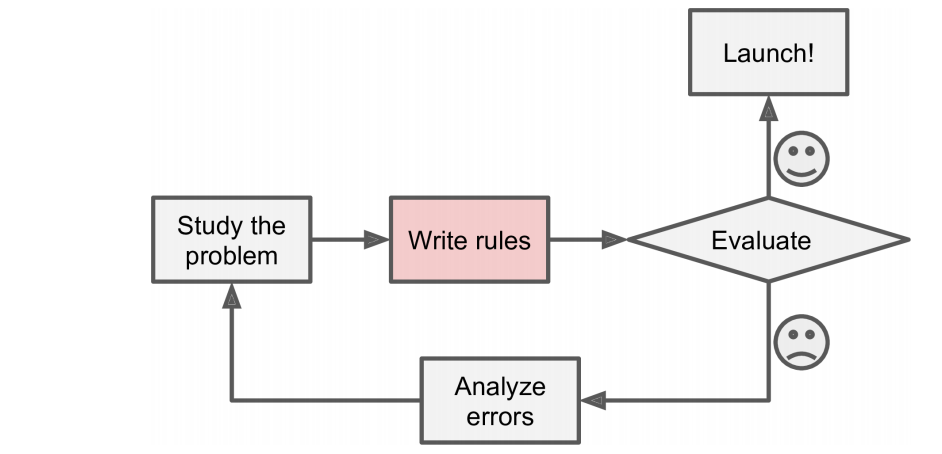 Launch!
Study the
problem
Write rules
Evaluate
Analyze
errors